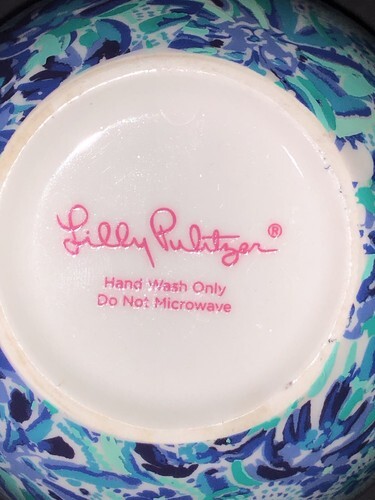 Lilly Pulitzer®
Hand Wash Only
Do Not Microwave